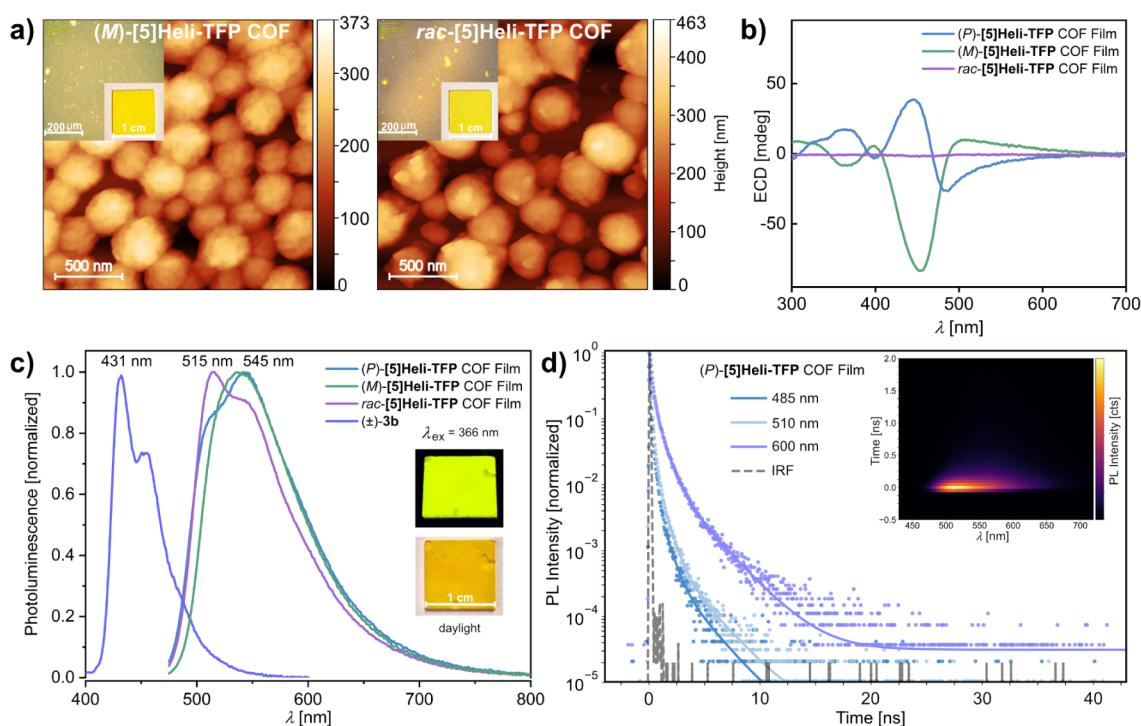 a)
(M)-[5]Heli-TFP COF
200 µm
1 cm
500 nm
373
300
200
100
0
rac-[5]Heli-TFP COF
200 µm
1 cm
500 nm
463
400
300
200
100
0
Height [nm]
b)
(P)-[5]Heli-TFP COF Film
(M)-[5]Heli-TFP COF Film
rac-[5]Heli-TFP COF Film
50
0
-50
ECD [mdeg]
300 400 500 600 700
λ [nm]
c)
431 nm 515 nm 545 nm
(P)-[5]Heli-TFP COF Film
(M)-[5]Heli-TFP COF Film
rac-[5]Heli-TFP COF Film
(±)-3b
λex = 366 nm
1 cm
daylight
1.0
0.8
0.6
0.4
0.2
0.0
Photoluminescence [normalized]
400 500 600 700 800
λ [nm]
d)
(P)-[5]Heli-TFP COF Film
485 nm
510 nm
600 nm
IRF
10⁰
10⁻¹
10⁻²
10⁻³
10⁻⁴
10⁻⁵
PL Intensity [normalized]
0 10 20 30 40
Time [ns]
2.0
1.5
1.0
0.5
0.0
-0.5
Time [ns]
450 500 550 600 650 700
λ [nm]
PL Intensity [cts]